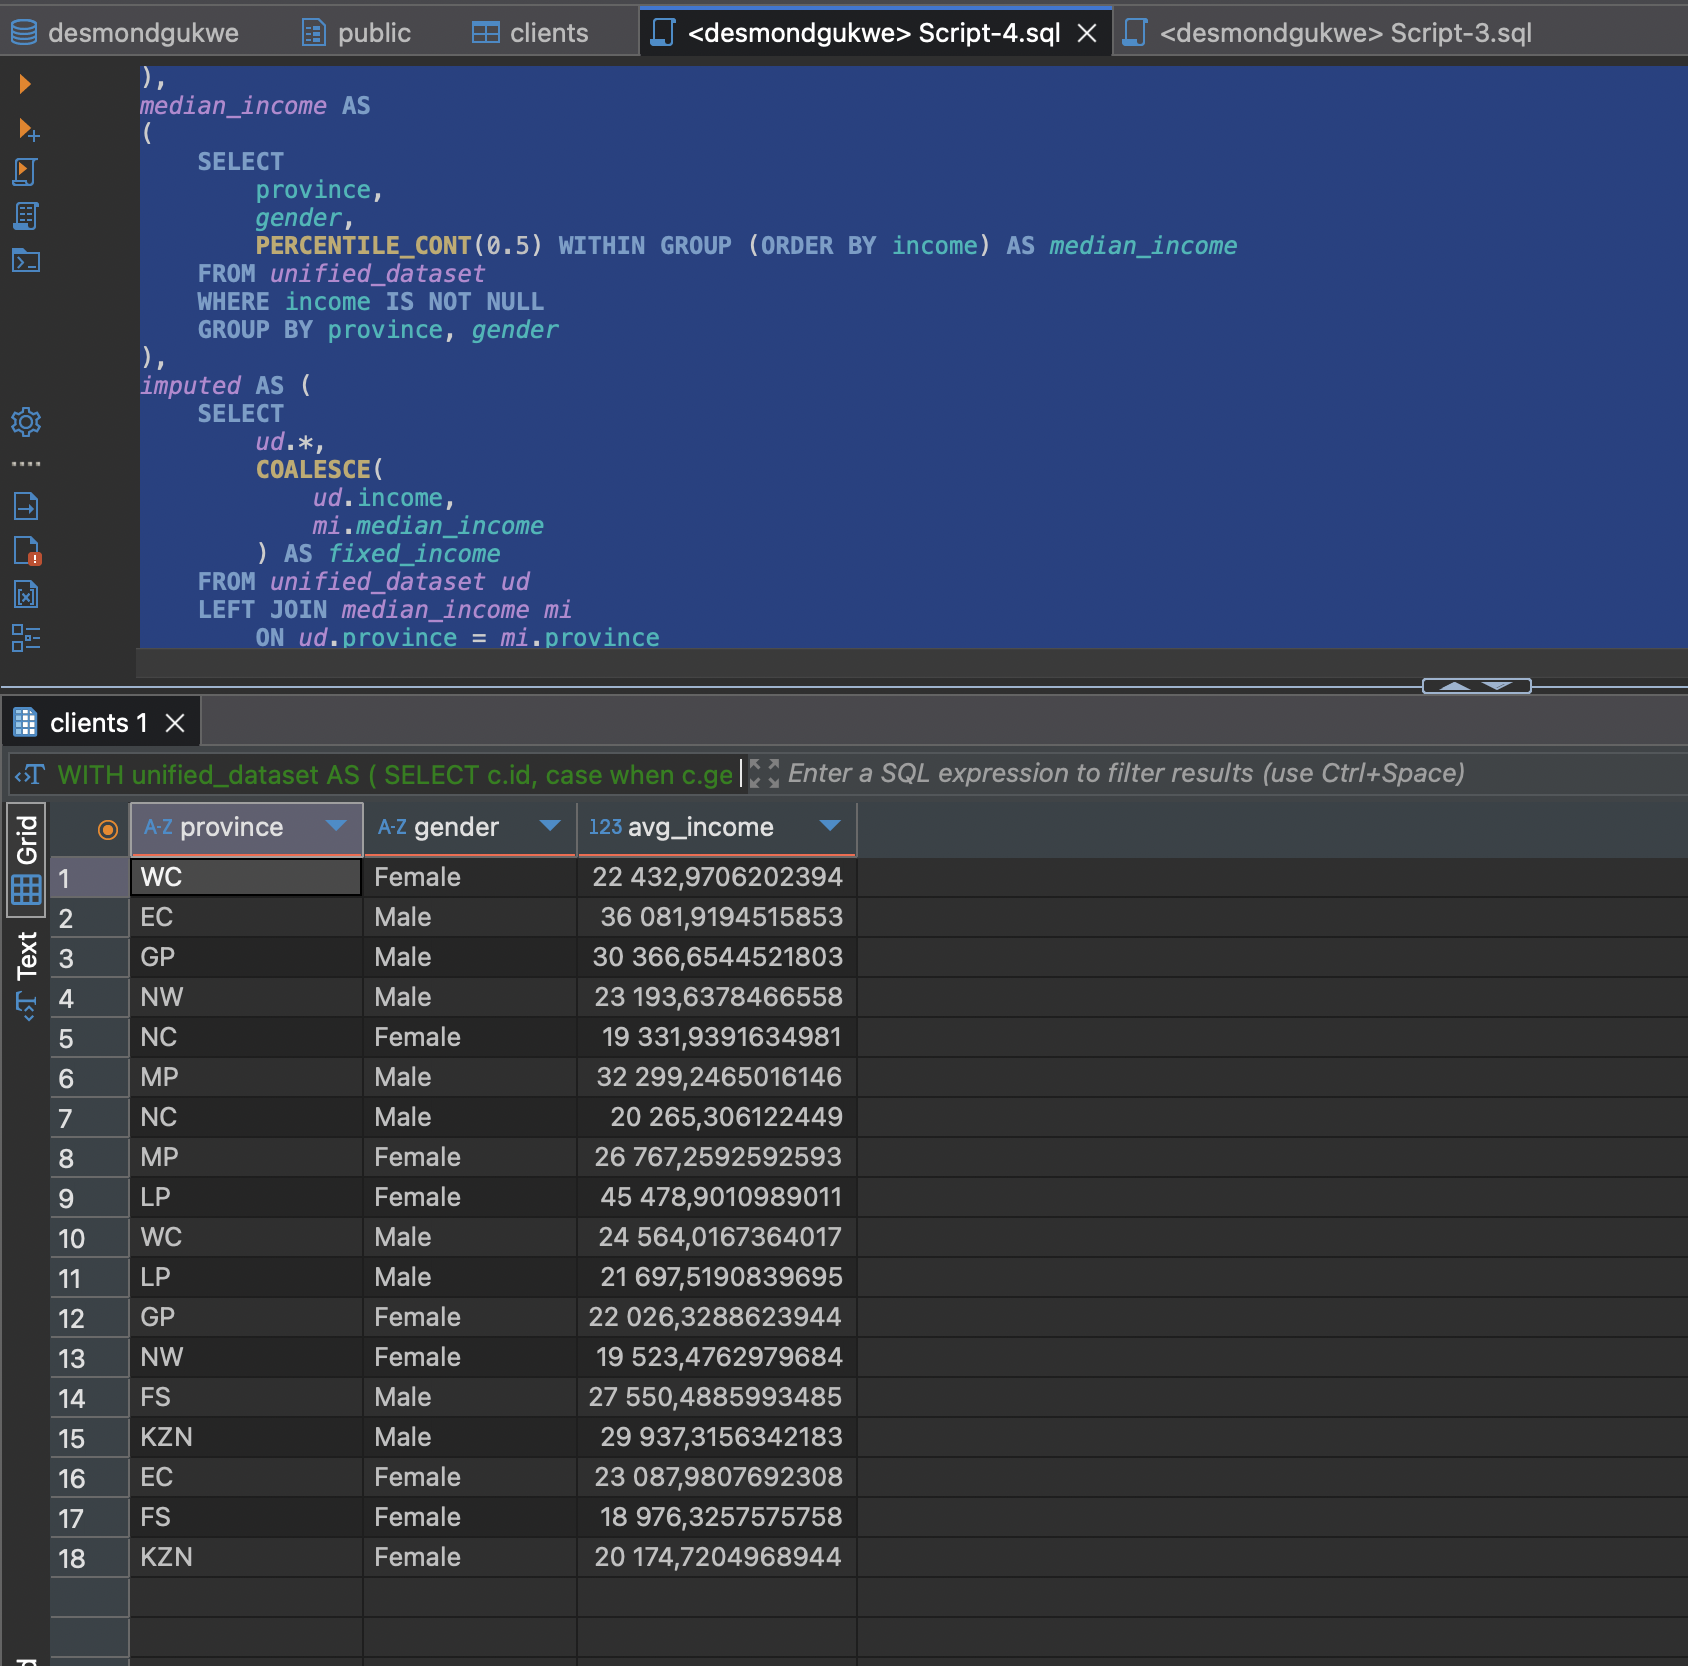 desmondgukwe public clients <desmondgukwe> Script-4.sql <desmondgukwe> Script-3.sql
),
median_income AS
(
SELECT
province,
gender,
PERCENTILE_CONT(0.5) WITHIN GROUP (ORDER BY income) AS median_income
FROM unified_dataset
WHERE income IS NOT NULL
GROUP BY province, gender
),
imputed AS (
SELECT
ud.*,
COALESCE(
ud.income,
mi.median_income
) AS fixed_income
FROM unified_dataset ud
LEFT JOIN median_income mi
ON ud.province = mi.province
clients 1
WITH unified_dataset AS ( SELECT c.id, case when c.ge Enter a SQL expression to filter results (use Ctrl+Space)
Grid
Text
A-Z province A-Z gender 123 avg_income
1 WC Female 22 432,9706202394
2 EC Male 36 081,9194515853
3 GP Male 30 366,6544521803
4 NW Male 23 193,6378466558
5 NC Female 19 331,9391634981
6 MP Male 32 299,2465016146
7 NC Male 20 265,306122449
8 MP Female 26 767,2592592593
9 LP Female 45 478,9010989011
10 WC Male 24 564,0167364017
11 LP Male 21 697,5190839695
12 GP Female 22 026,3288623944
13 NW Female 19 523,4762979684
14 FS Male 27 550,4885993485
15 KZN Male 29 937,3156342183
16 EC Female 23 087,9807692308
17 FS Female 18 976,3257575758
18 KZN Female 20 174,7204968944